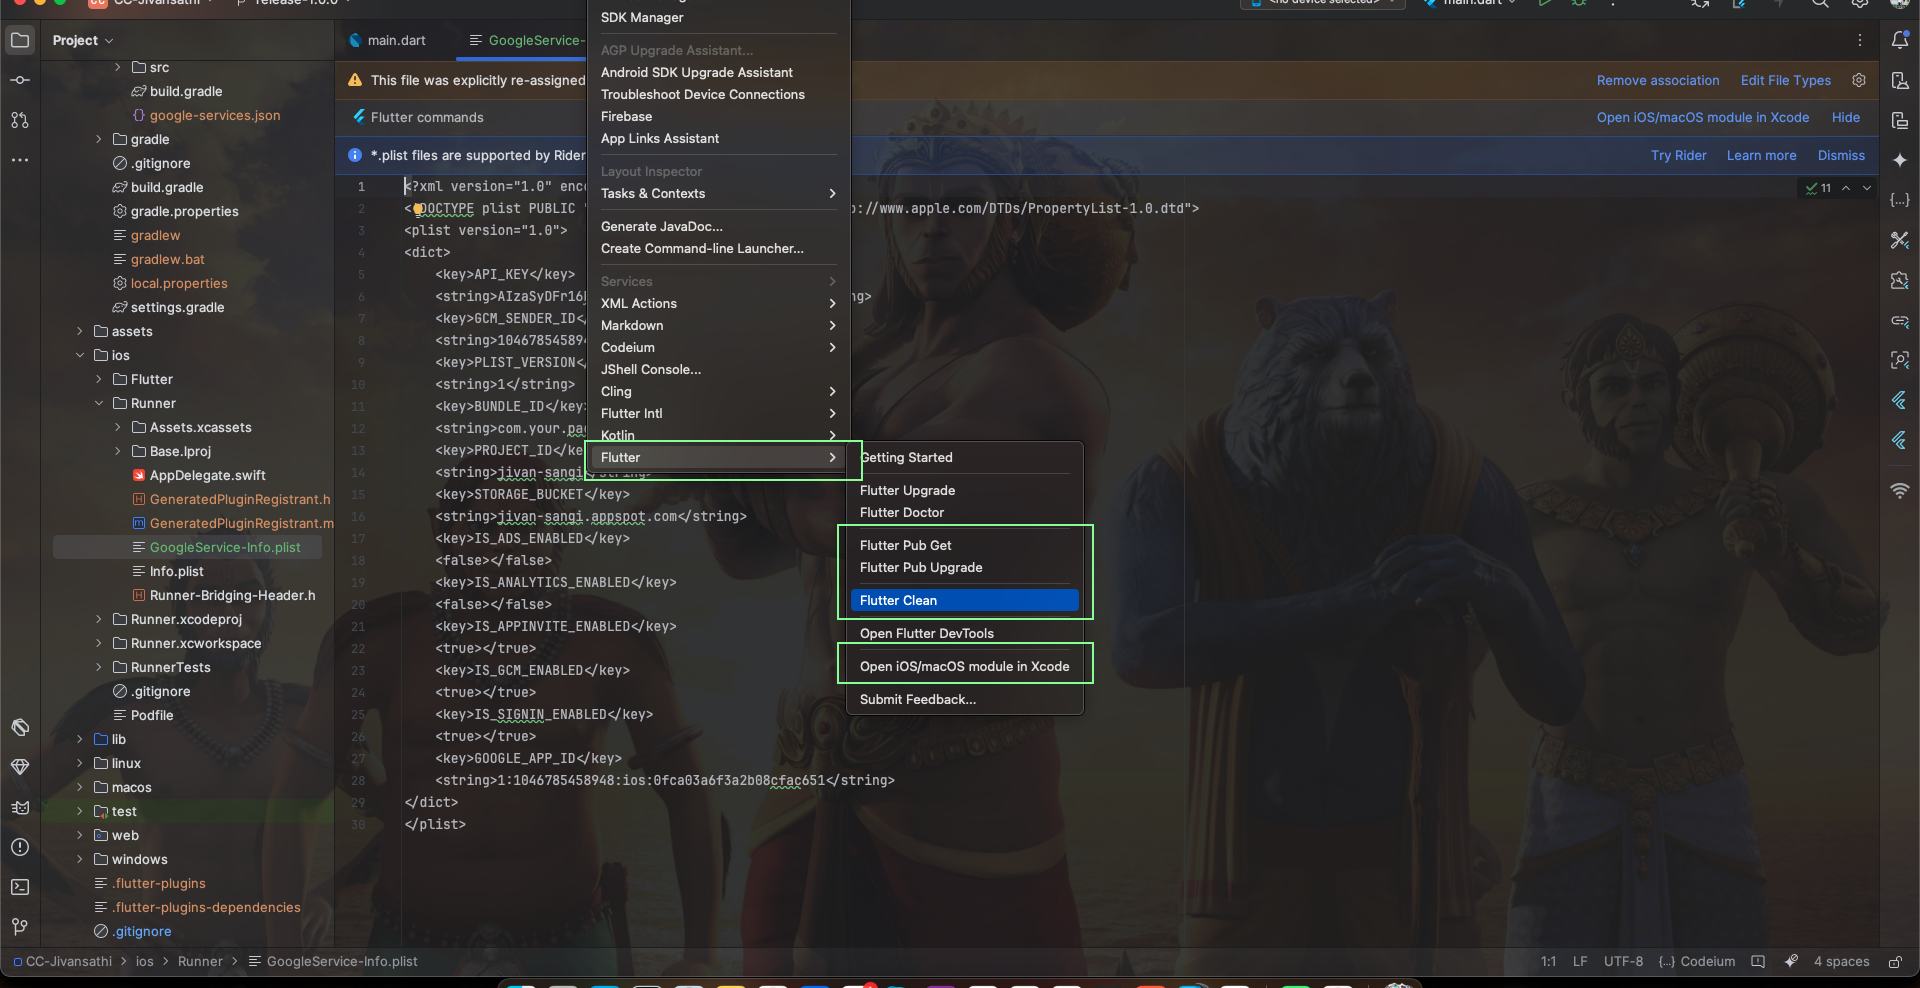 CC-Jivansathi
release-1.0.0
<no device selected>
main.dart
Project
main.dart
GoogleService-
src
build.gradle
google-services.json
gradle
.gitignore
build.gradle
gradle.properties
gradlew
gradlew.bat
local.properties
settings.gradle
assets
ios
Flutter
Runner
Assets.xcassets
Base.lproj
AppDelegate.swift
GeneratedPluginRegistrant.h
GeneratedPluginRegistrant.m
GoogleService-Info.plist
Info.plist
Runner-Bridging-Header.h
Runner.xcodeproj
Runner.xcworkspace
RunnerTests
.gitignore
Podfile
lib
linux
macos
test
web
windows
.flutter-plugins
.flutter-plugins-dependencies
.gitignore
This file was explicitly re-assigned
Remove association
Edit File Types
Flutter commands
Open iOS/macOS module in Xcode
Hide
*.plist files are supported by Rider
Try Rider
Learn more
Dismiss
11
1 <?xml version="1.0" enc
2 <!DOCTYPE plist PUBLIC "
p://www.apple.com/DTDs/PropertyList-1.0.dtd">
3 <plist version="1.0">
4 <dict>
5 <key>API_KEY</key>
6 <string>AIzaSyDFr16
ng>
7 <key>GCM_SENDER_ID<
8 <string>104678545894
9 <key>PLIST_VERSION<
10 <string>1</string>
11 <key>BUNDLE_ID</key>
12 <string>com.your.pac
13 <key>PROJECT_ID</ke
14 <string>jivan-sangi</string>
15 <key>STORAGE_BUCKET</key>
16 <string>jivan-sangi.appspot.com</string>
17 <key>IS_ADS_ENABLED</key>
18 <false></false>
19 <key>IS_ANALYTICS_ENABLED</key>
20 <false></false>
21 <key>IS_APPINVITE_ENABLED</key>
22 <true></true>
23 <key>IS_GCM_ENABLED</key>
24 <true></true>
25 <key>IS_SIGNIN_ENABLED</key>
26 <true></true>
27 <key>GOOGLE_APP_ID</key>
28 <string>1:1046785458948:ios:0fca03a6f3a2b08cfac651</string>
29 </dict>
30 </plist>
SDK Manager
AGP Upgrade Assistant...
Android SDK Upgrade Assistant
Troubleshoot Device Connections
Firebase
App Links Assistant
Layout Inspector
Tasks & Contexts
Generate JavaDoc...
Create Command-line Launcher...
Services
XML Actions
Markdown
Codeium
JShell Console...
Cling
Flutter Intl
Kotlin
Flutter
Getting Started
Flutter Upgrade
Flutter Doctor
Flutter Pub Get
Flutter Pub Upgrade
Flutter Clean
Open Flutter DevTools
Open iOS/macOS module in Xcode
Submit Feedback...
CC-Jivansathi > ios > Runner > GoogleService-Info.plist
1:1
LF
UTF-8
{...} Codeium
4 spaces